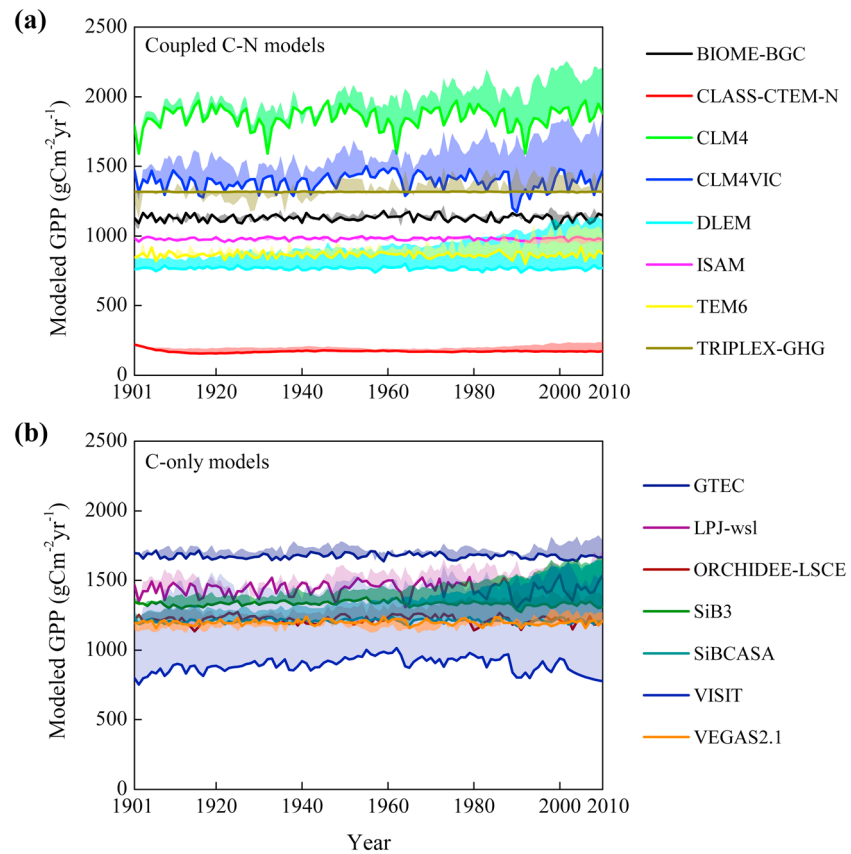 (a)
2500
2000
1500
1000
500
0
Modeled GPP (gCm⁻²yr⁻¹)
Coupled C-N models
1901 1920 1940 1960 1980 2000 2010
BIOME-BGC
CLASS-CTEM-N
CLM4
CLM4VIC
DLEM
ISAM
TEM6
TRIPLEX-GHG
(b)
2500
2000
1500
1000
500
0
Modeled GPP (gCm⁻²yr⁻¹)
C-only models
1901 1920 1940 1960 1980 2000 2010
Year
GTEC
LPJ-wsl
ORCHIDEE-LSCE
SiB3
SiBCASA
VISIT
VEGAS2.1